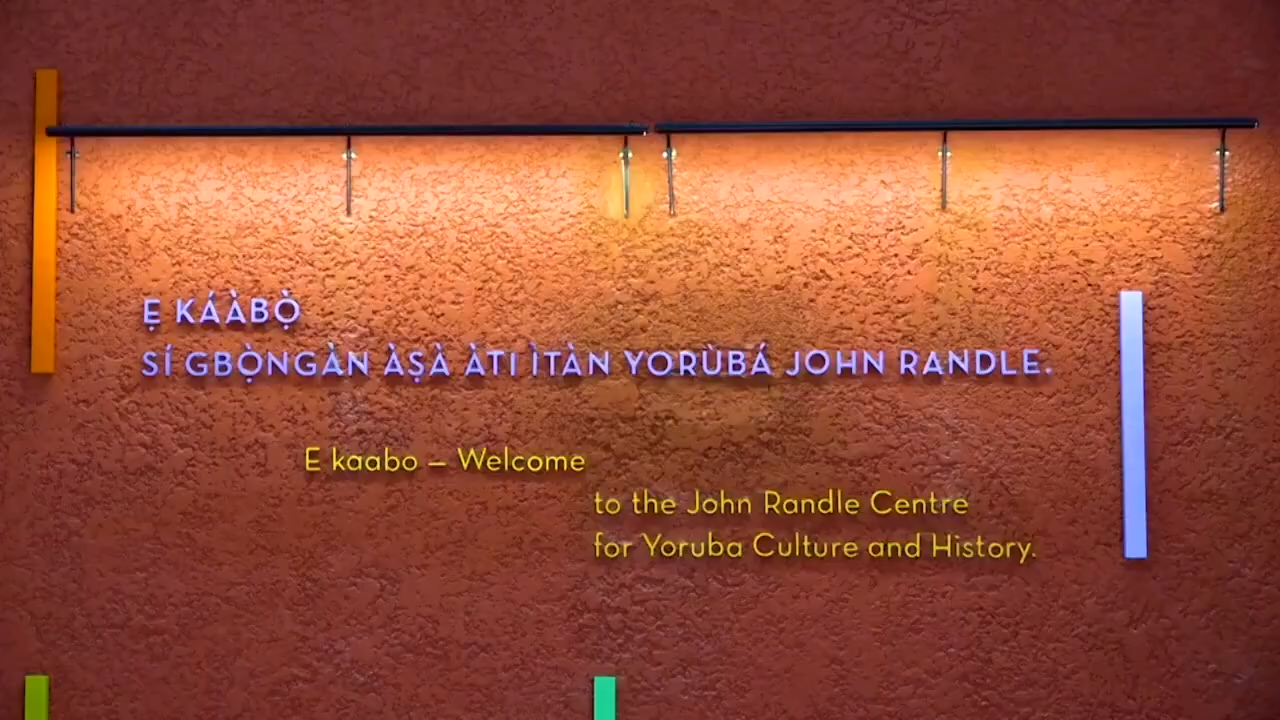 Ẹ KÁÀBỌ̀
SÍ GBỌ̀NGÀN ÀṢÀ ÀTI ÌTÀN YORÙBÁ JOHN RANDLE.
E kaabo – Welcome
to the John Randle Centre
for Yoruba Culture and History.